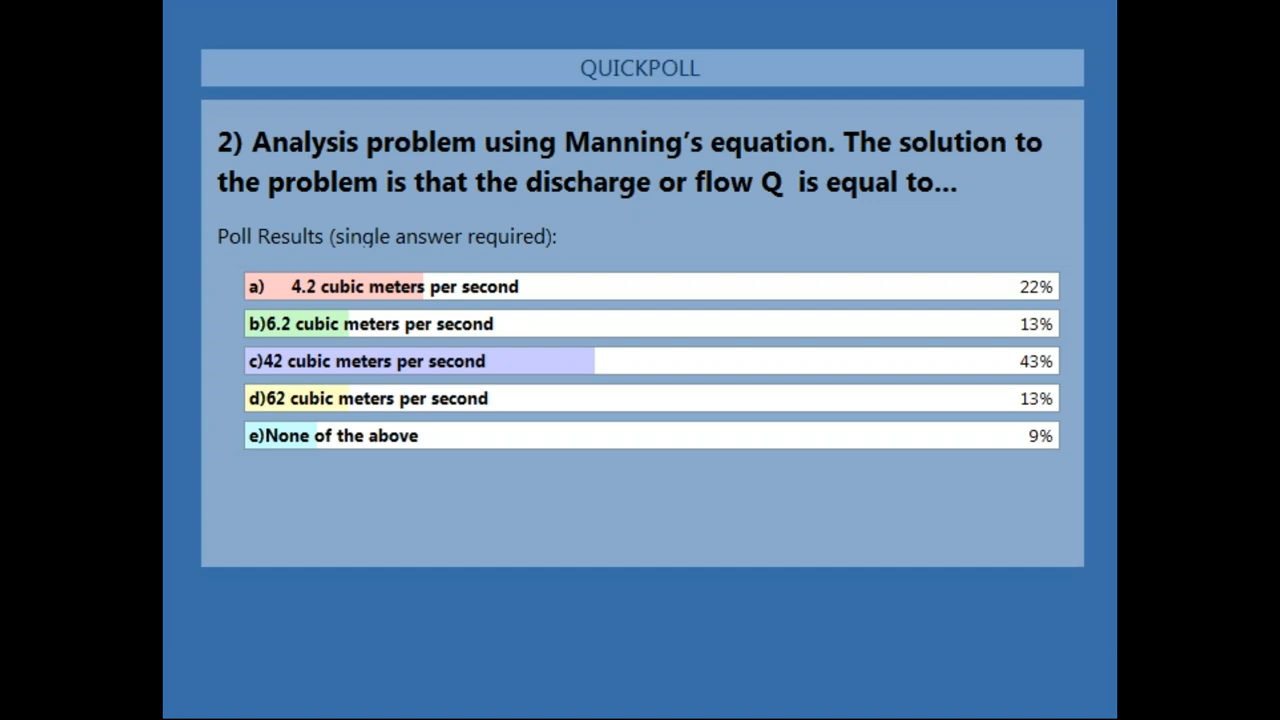 QUICKPOLL
2) Analysis problem using Manning’s equation. The solution to
the problem is that the discharge or flow Q is equal to...
Poll Results (single answer required):
a) 4.2 cubic meters per second 22%
b)6.2 cubic meters per second 13%
c)42 cubic meters per second 43%
d)62 cubic meters per second 13%
e)None of the above 9%